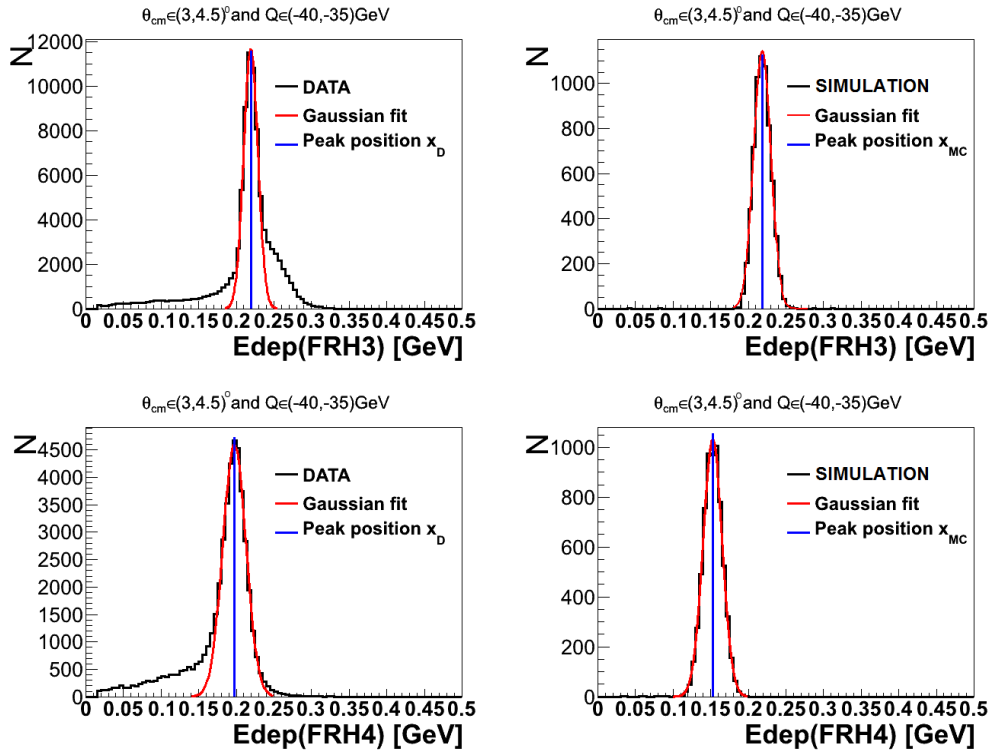 θcm∈(3,4.5)⁰and Q∈(-40,-35)GeV
N
12000
10000
8000
6000
4000
2000
0
DATA
Gaussian fit
Peak position xD
0 0.05 0.1 0.15 0.2 0.25 0.3 0.35 0.4 0.45 0.5
Edep(FRH3) [GeV]
θcm∈(3,4.5)⁰and Q∈(-40,-35)GeV
N
1000
800
600
400
200
0
SIMULATION
Gaussian fit
Peak position xMC
0 0.05 0.1 0.15 0.2 0.25 0.3 0.35 0.4 0.45 0.5
Edep(FRH3) [GeV]
θcm∈(3,4.5)⁰and Q∈(-40,-35)GeV
N
4500
4000
3500
3000
2500
2000
1500
1000
500
0
DATA
Gaussian fit
Peak position xD
0 0.05 0.1 0.15 0.2 0.25 0.3 0.35 0.4 0.45 0.5
Edep(FRH4) [GeV]
θcm∈(3,4.5)⁰and Q∈(-40,-35)GeV
N
1000
800
600
400
200
0
SIMULATION
Gaussian fit
Peak position xMC
0 0.05 0.1 0.15 0.2 0.25 0.3 0.35 0.4 0.45 0.5
Edep(FRH4) [GeV]